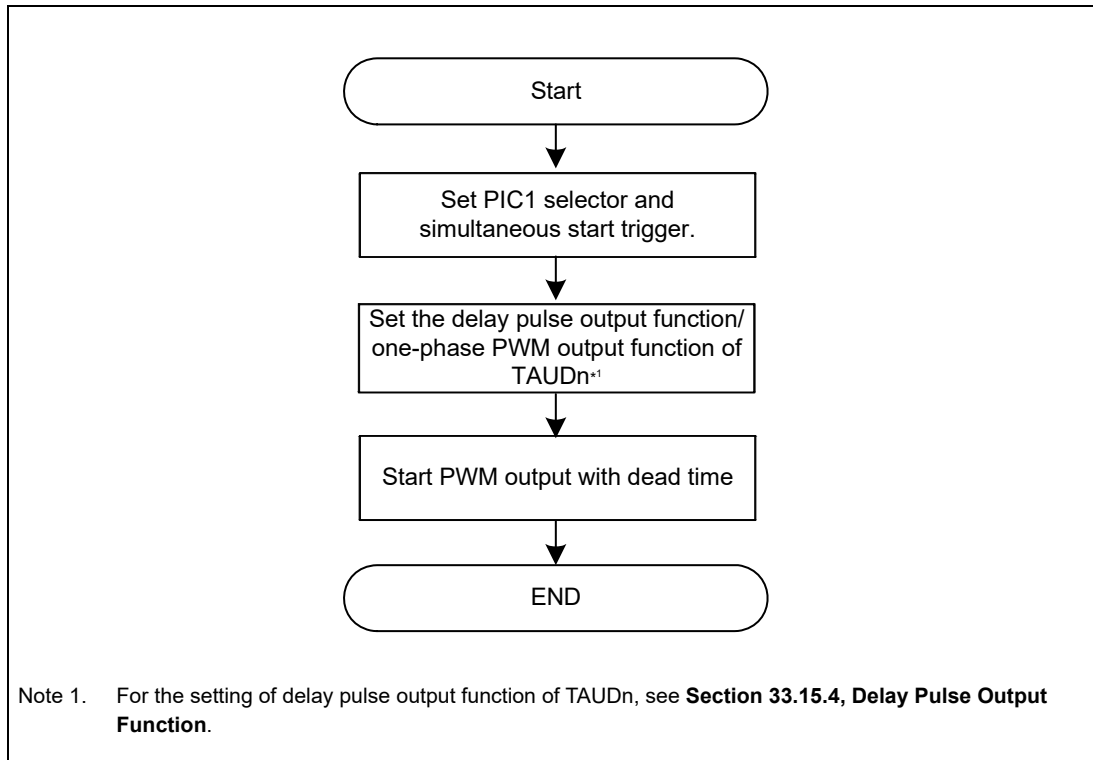 Start
Set PIC1 selector and
simultaneous start trigger.
Set the delay pulse output function/
one-phase PWM output function of
TAUDn*1
Start PWM output with dead time
END
Note 1. For the setting of delay pulse output function of TAUDn, see Section 33.15.4, Delay Pulse Output
Function.